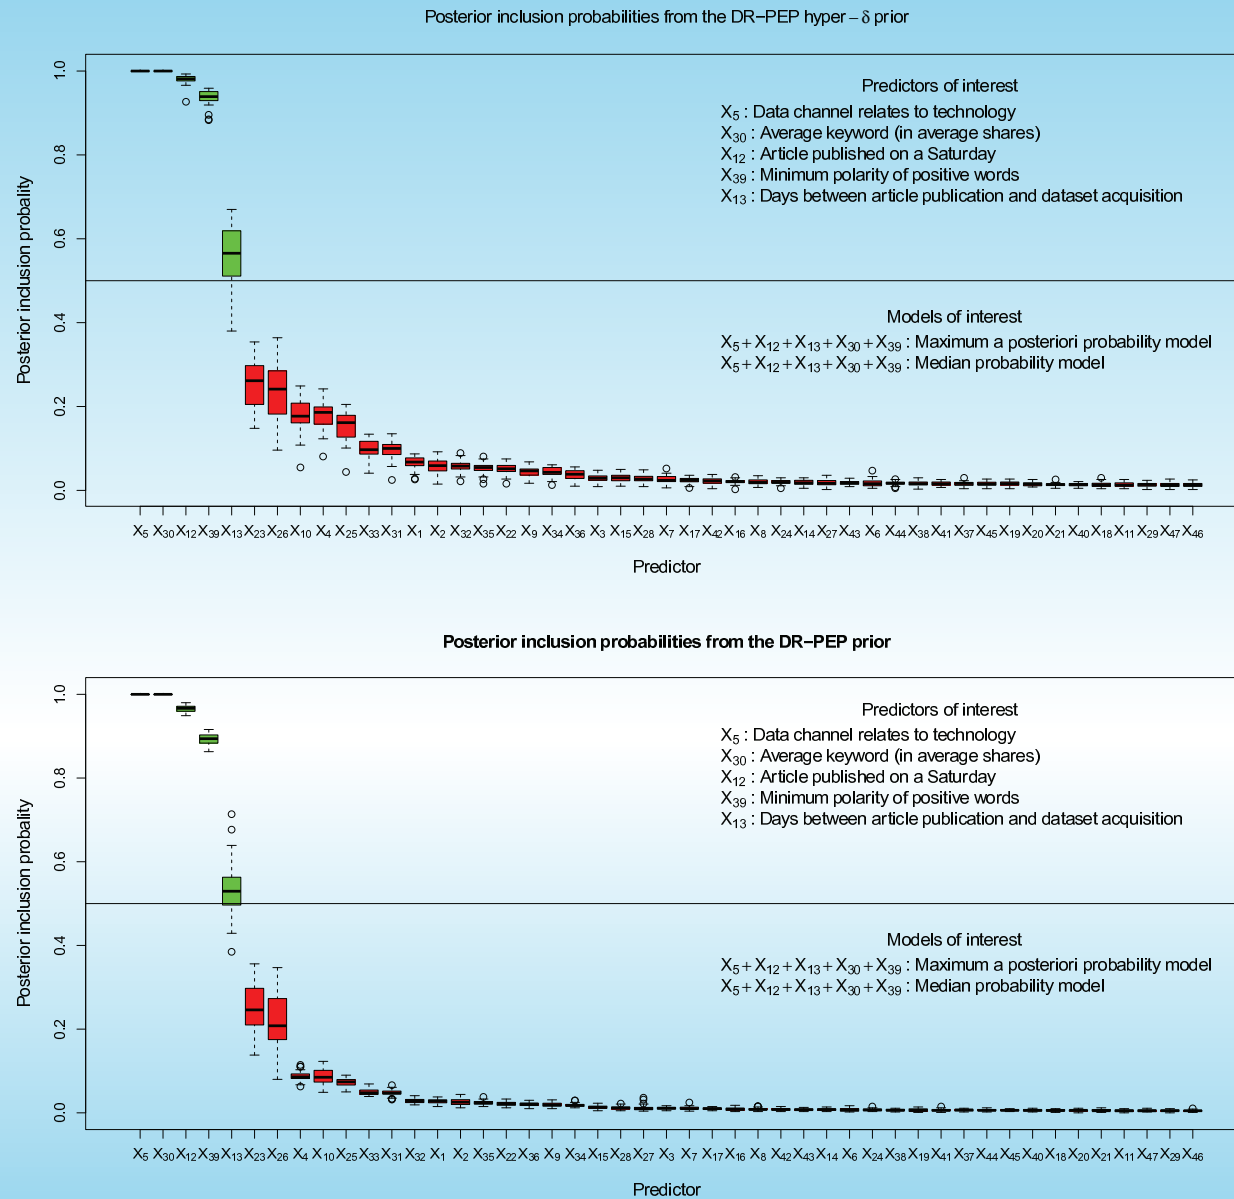 Posterior inclusion probabilities from the DR−PEP hyper − δ prior
Posterior inclusion probality
1.0
0.8
0.6
0.4
0.2
0.0
Predictors of interest
X5 : Data channel relates to technology
X30 : Average keyword (in average shares)
X12 : Article published on a Saturday
X39 : Minimum polarity of positive words
X13 : Days between article publication and dataset acquisition
Models of interest
X5 + X12 + X13 + X30 + X39 : Maximum a posteriori probability model
X5 + X12 + X13 + X30 + X39 : Median probability model
X5 X30 X12 X39 X13 X23 X26 X10 X4 X25 X33 X31 X1 X2 X32 X35 X22 X9 X34 X36 X3 X15 X28 X7 X17 X42 X16 X8 X24 X14 X27 X43 X6 X44 X38 X41 X37 X45 X19 X20 X21 X40 X18 X11 X29 X47 X46
Predictor
Posterior inclusion probabilities from the DR−PEP prior
Posterior inclusion probality
1.0
0.8
0.6
0.4
0.2
0.0
Predictors of interest
X5 : Data channel relates to technology
X30 : Average keyword (in average shares)
X12 : Article published on a Saturday
X39 : Minimum polarity of positive words
X13 : Days between article publication and dataset acquisition
Models of interest
X5 + X12 + X13 + X30 + X39 : Maximum a posteriori probability model
X5 + X12 + X13 + X30 + X39 : Median probability model
X5 X30 X12 X39 X13 X23 X26 X4 X10 X25 X33 X31 X32 X1 X2 X35 X22 X36 X9 X34 X15 X28 X27 X3 X7 X17 X16 X8 X42 X43 X14 X6 X24 X38 X19 X41 X37 X44 X45 X40 X18 X20 X21 X11 X47 X29 X46
Predictor